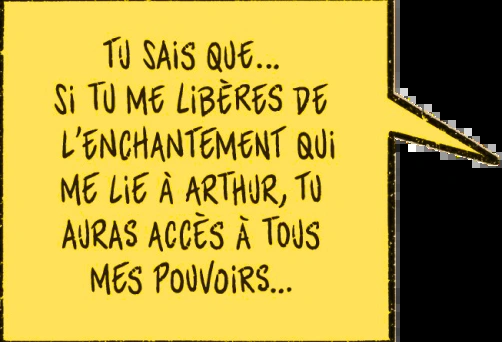 TU SAIS QUE...
SI TU ME LIBÈRES DE
L'ENCHANTEMENT QUI
ME LIE À ARTHUR, TU
AURAS ACCÈS À TOUS
MES POUVOIRS...